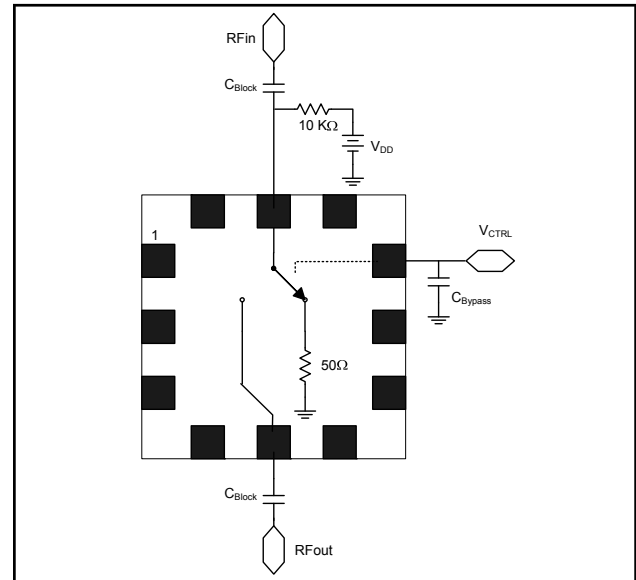 RFin
CBlock
10 KΩ
VDD
1
VCTRL
CBypass
50Ω
CBlock
RFout